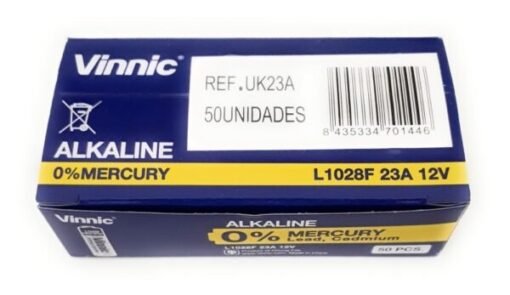 Vinnic
REF.UK23A
50UNIDADES
8 435334 701446
ALKALINE
0%MERCURY
L1028F 23A 12V
Vinnic
ALKALINE
0% MERCURY
Lead, Cadmium
L1028F 23A 12V
50 PCS.